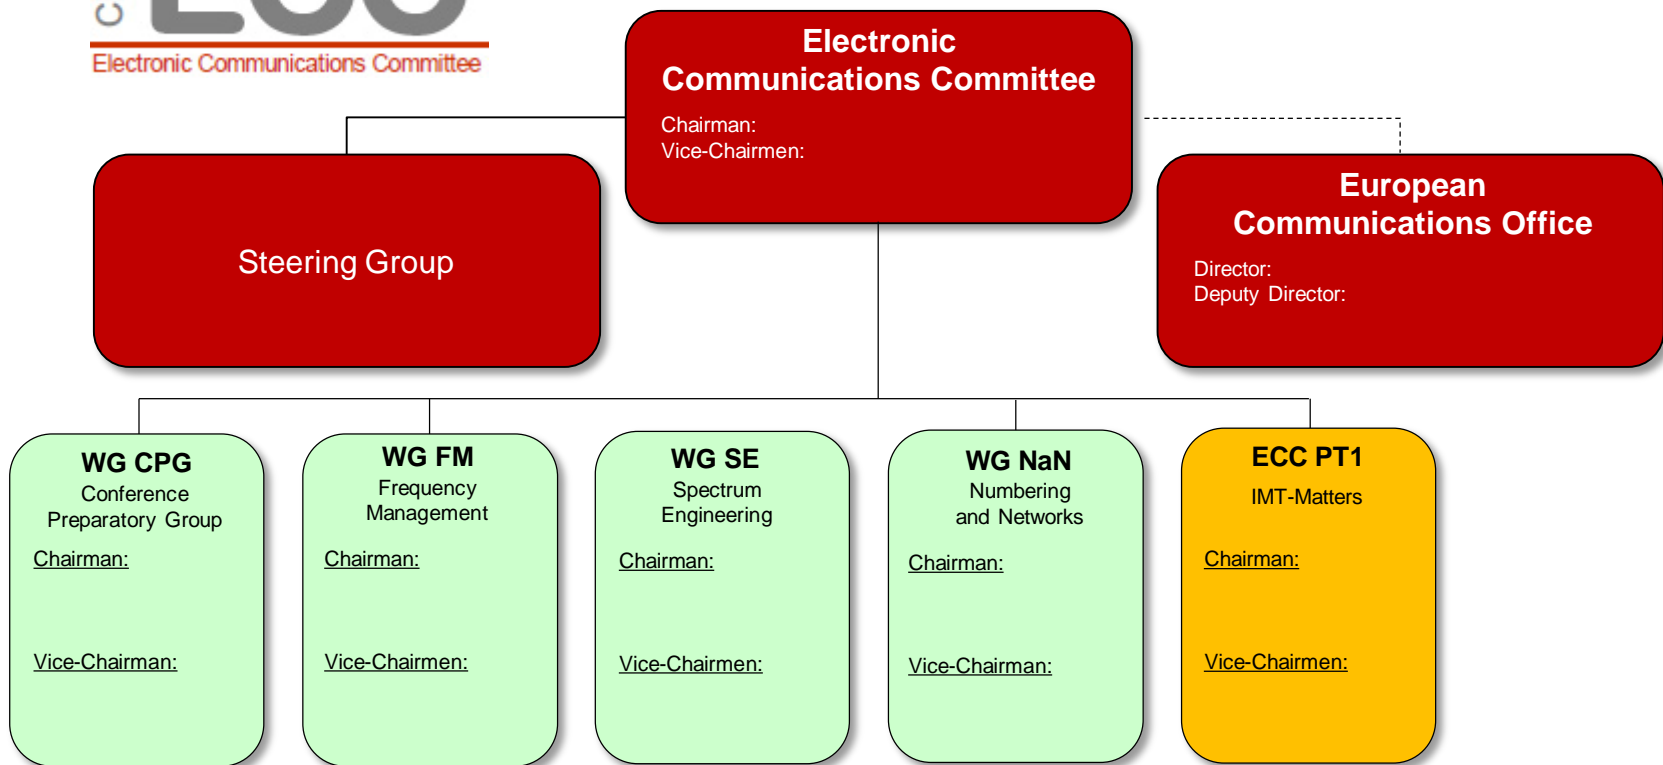 ECC
Electronic Communications Committee
Electronic
Communications Committee
Chairman:
Vice-Chairmen:
Steering Group
European
Communications Office
Director:
Deputy Director:
WG CPG
Conference
Preparatory Group
Chairman:
Vice-Chairman:
WG FM
Frequency
Management
Chairman:
Vice-Chairmen:
WG SE
Spectrum
Engineering
Chairman:
Vice-Chairmen:
WG NaN
Numbering
and Networks
Chairman:
Vice-Chairman:
ECC PT1
IMT-Matters
Chairman:
Vice-Chairmen: